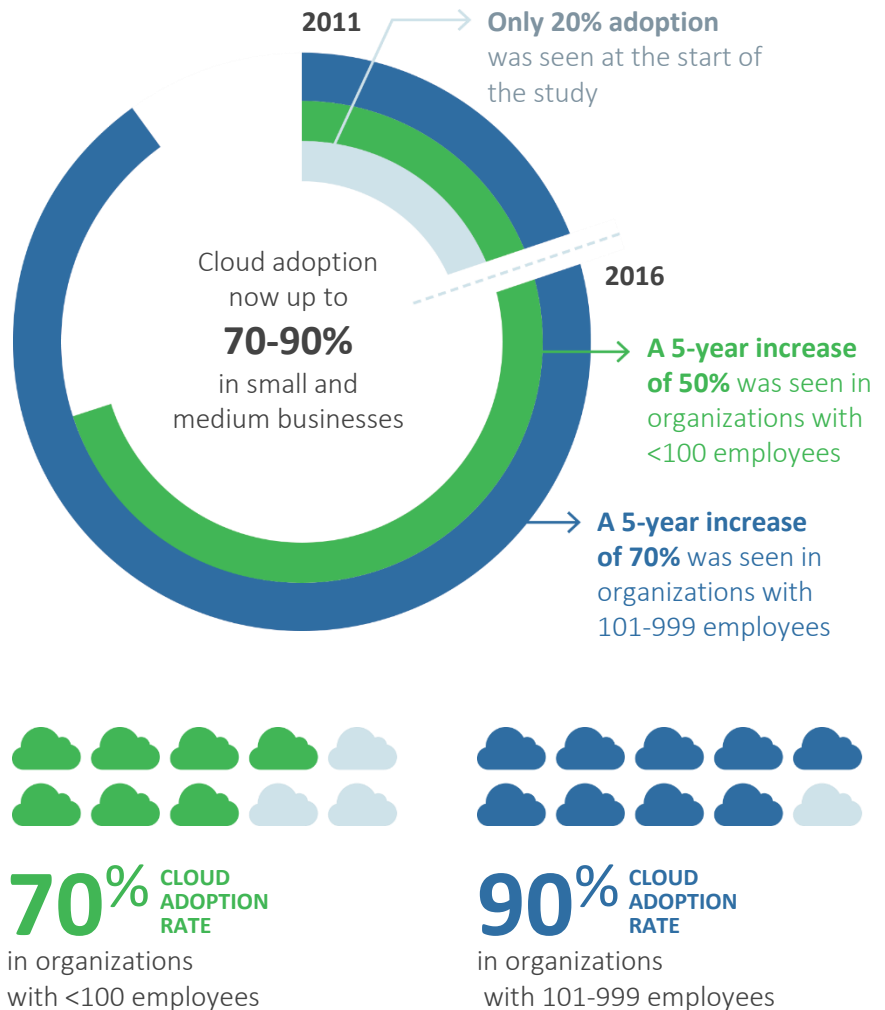 2011
Only 20% adoption
was seen at the start of
the study
Cloud adoption
now up to
70-90%
in small and
medium businesses
2016
A 5-year increase
of 50% was seen in
organizations with
<100 employees
A 5-year increase
of 70% was seen in
organizations with
101-999 employees
70% CLOUD
ADOPTION
RATE
in organizations
with <100 employees
90% CLOUD
ADOPTION
RATE
in organizations
with 101-999 employees